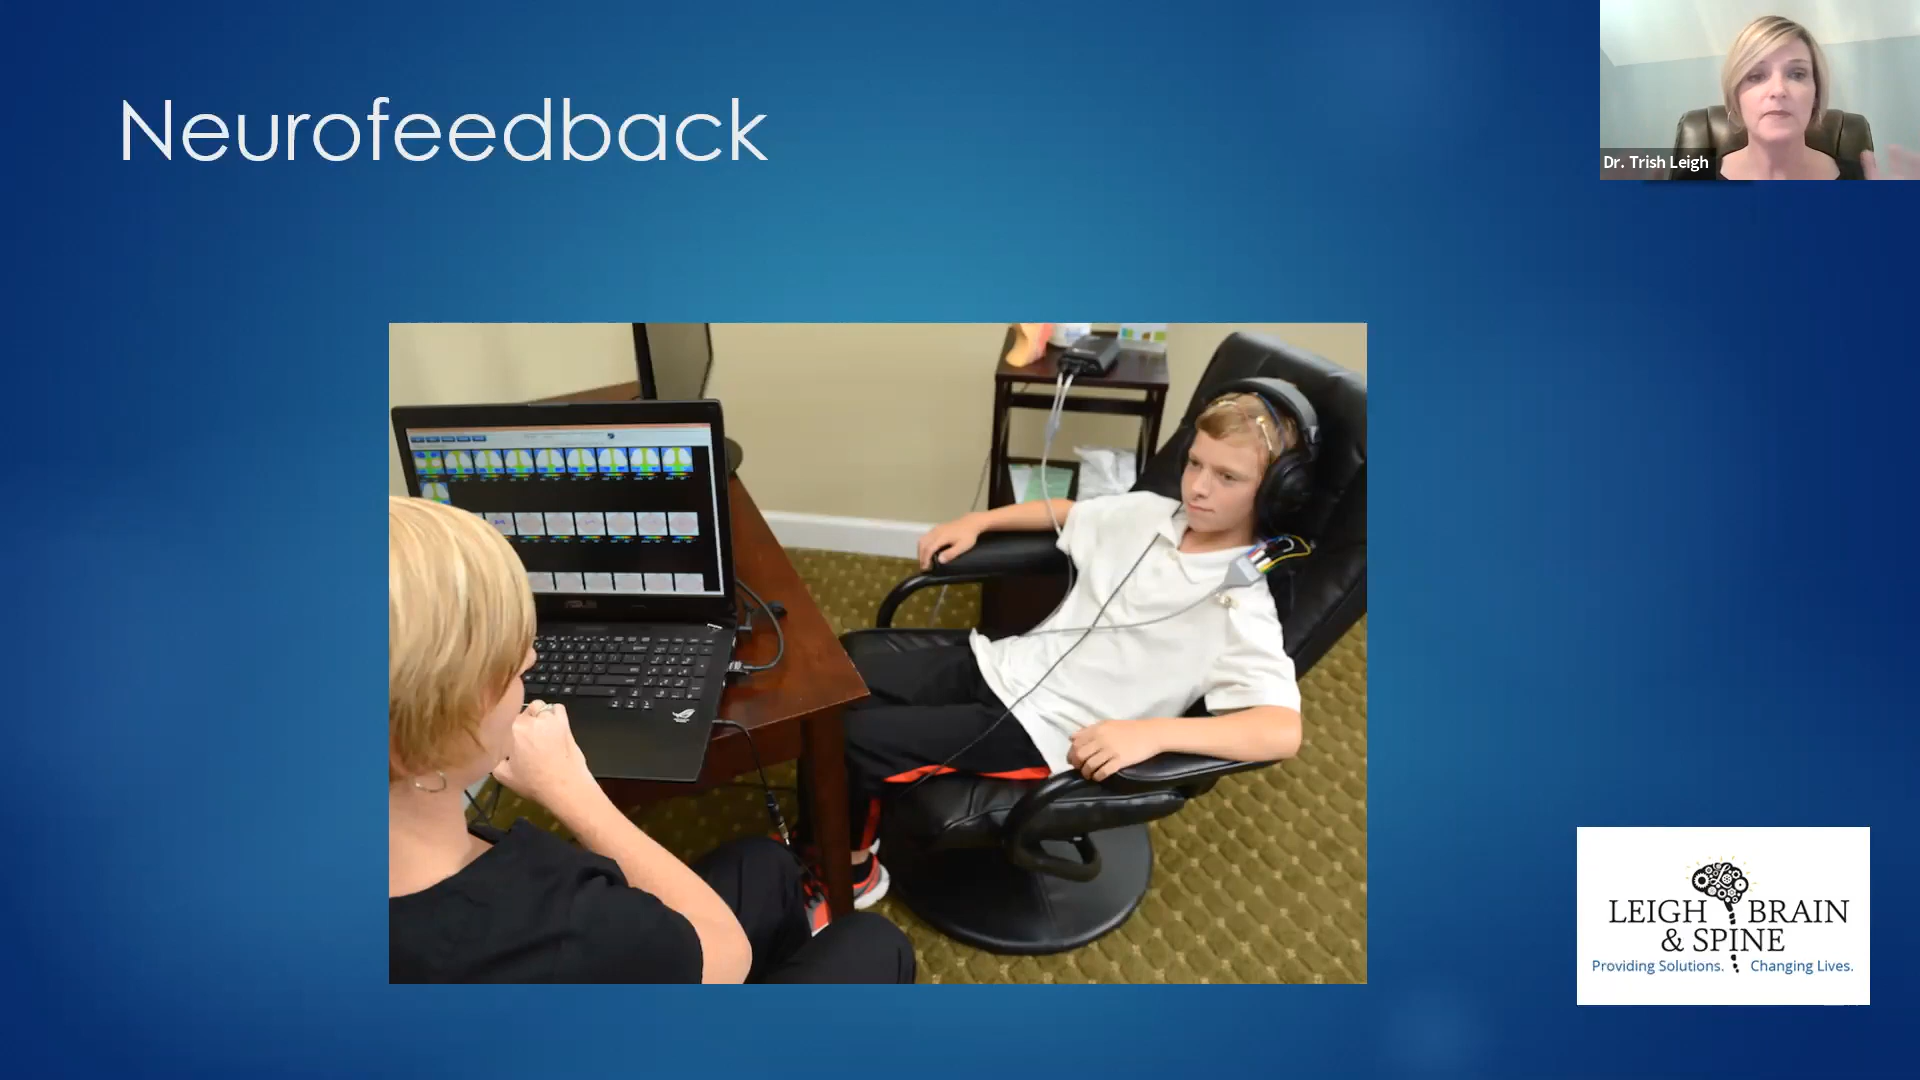 Neurofeedback
Dr. Trish Leigh
LEIGH BRAIN
& SPINE
Providing Solutions. Changing Lives.